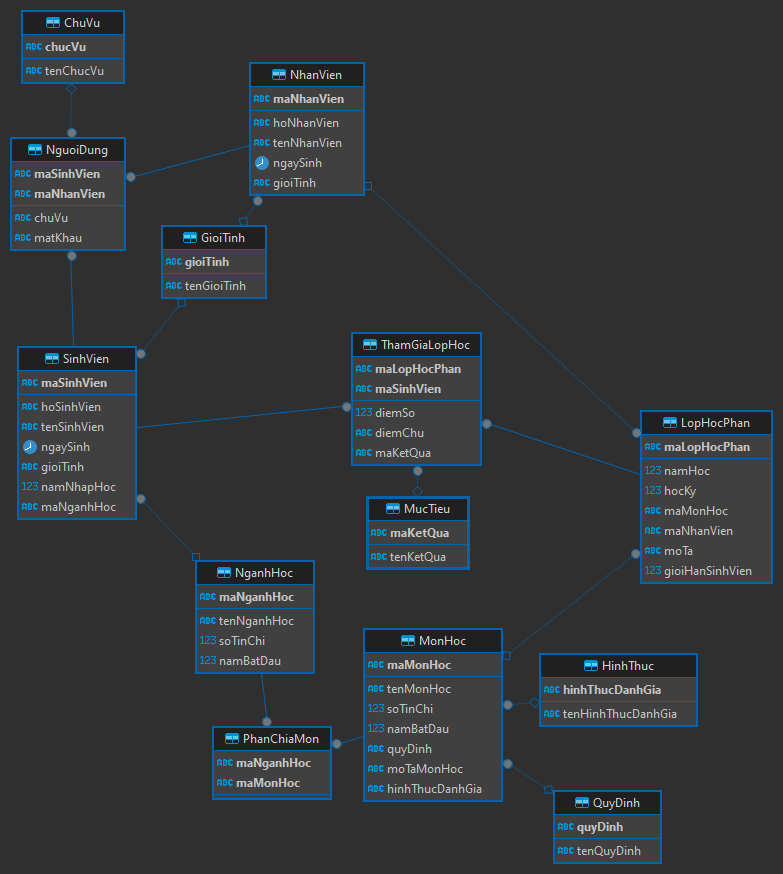 ChuVu
ABC chucVu
ABC tenChucVu
NhanVien
ABC maNhanVien
ABC hoNhanVien
ABC tenNhanVien
ngaySinh
ABC gioiTinh
NguoiDung
ABC maSinhVien
ABC maNhanVien
ABC chuVu
ABC matKhau
GioiTinh
ABC gioiTinh
ABC tenGioiTinh
SinhVien
ABC maSinhVien
ABC hoSinhVien
ABC tenSinhVien
ngaySinh
ABC gioiTinh
123 namNhapHoc
ABC maNganhHoc
ThamGiaLopHoc
ABC maLopHocPhan
ABC maSinhVien
123 diemSo
ABC diemChu
ABC maKetQua
LopHocPhan
ABC maLopHocPhan
123 namHoc
123 hocKy
ABC maMonHoc
ABC maNhanVien
ABC moTa
123 gioiHanSinhVien
MucTieu
ABC maKetQua
ABC tenKetQua
NganhHoc
ABC maNganhHoc
ABC tenNganhHoc
123 soTinChi
123 namBatDau
MonHoc
ABC maMonHoc
ABC tenMonHoc
123 soTinChi
123 namBatDau
ABC quyDinh
ABC moTaMonHoc
ABC hinhThucDanhGia
HinhThuc
ABC hinhThucDanhGia
ABC tenHinhThucDanhGia
PhanChiaMon
ABC maNganhHoc
ABC maMonHoc
QuyDinh
ABC quyDinh
ABC tenQuyDinh